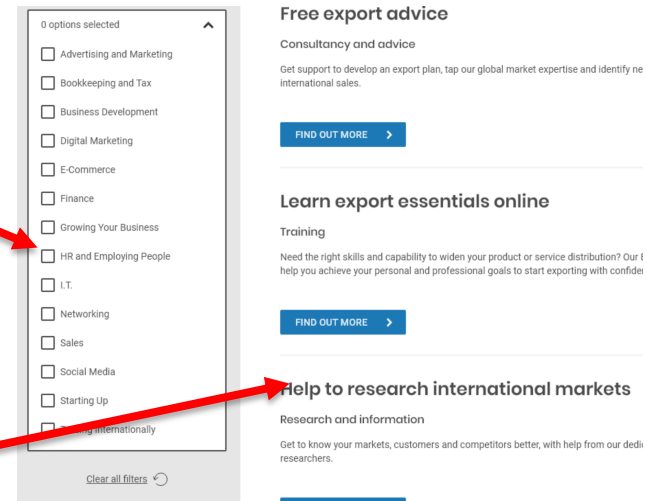 0 options selected
Advertising and Marketing
Bookkeeping and Tax
Business Development
Digital Marketing
E-Commerce
Finance
Growing Your Business
HR and Employing People
I.T.
Networking
Sales
Social Media
Starting Up
Internationally
Clear all filters
Free export advice
Consultancy and advice
Get support to develop an export plan, tap our global market expertise and identify
international sales.
FIND OUT MORE
Learn export essentials online
Training
Need the right skills and capability to widen your product or service distribution? Our
help you achieve your personal and professional goals to start exporting with
FIND OUT MORE
Help to research international markets
Research and information
Get to know your markets, customers and competitors better, with help from our
researchers.